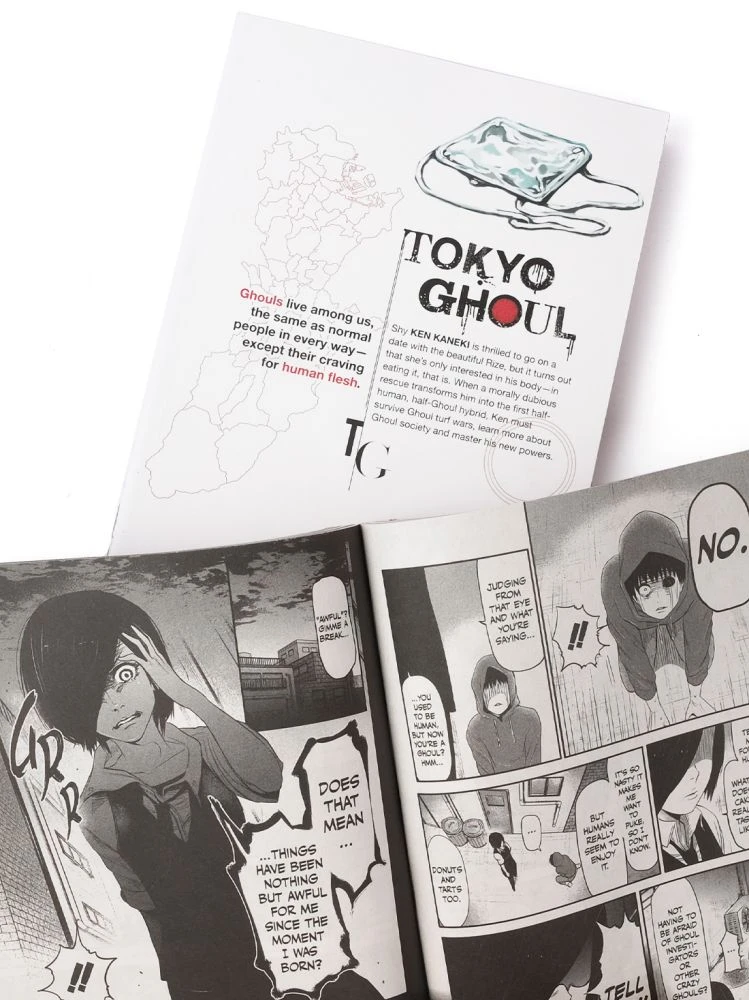 TOKYO
GHOUL
Ghouls live among us,
the same as normal
people in every way—
except their craving
for human flesh.
Shy KEN KANEKI is thrilled to go on a
date with the beautiful Rize, but it turns out
that she's only interested in his body—in
eating it, that is. When a morally dubious
rescue transforms him into the first half-
human, half-Ghoul hybrid, Ken must
survive Ghoul turf wars, learn more about
Ghoul society and master his new powers.
TG
NO.
!!
JUDGING
FROM
THAT EYE
AND WHAT
YOU'RE
SAYING...
...YOU
USED
TO BE
HUMAN,
BUT NOW
YOU'RE A
GHOUL?
HMM...
WHAT
DOES
IT'S SO
NASTY IT
MAKES
ME
WANT
TO
PUKE,
SO I
DON'T
KNOW.
BUT
HUMANS
REALLY
SEEM TO
ENJOY
IT.
...
DONUTS
AND
TARTS
TOO.
NOT
HAVING TO
BE AFRAID
OF GHOUL
INVESTI-
GATORS
OR
OTHER
CRAZY
GHOULS?
TELL
"AWFUL"?
GIMME A
BREAK...
DOES
THAT
MEAN
...
...THINGS
HAVE BEEN
NOTHING
BUT AWFUL
FOR ME
SINCE THE
MOMENT
I WAS
BORN?
GRR
!!